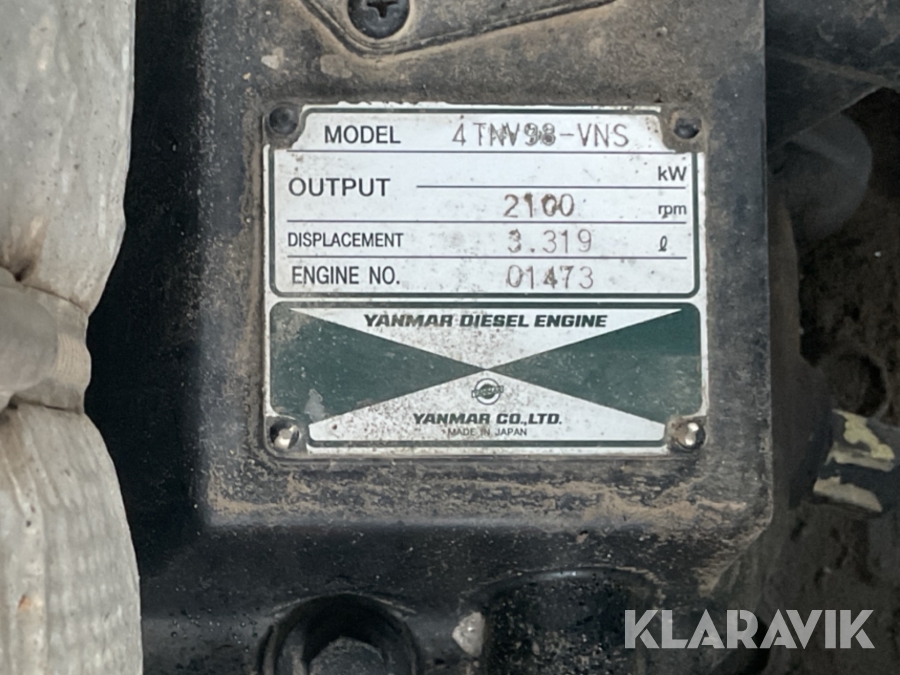 MODEL 4TNV98-VNS
OUTPUT kW
2100 rpm
DISPLACEMENT 3.319 ℓ
ENGINE NO. 01473
YANMAR DIESEL ENGINE
YANMAR CO.,LTD.
MADE IN JAPAN
KLARAVIK